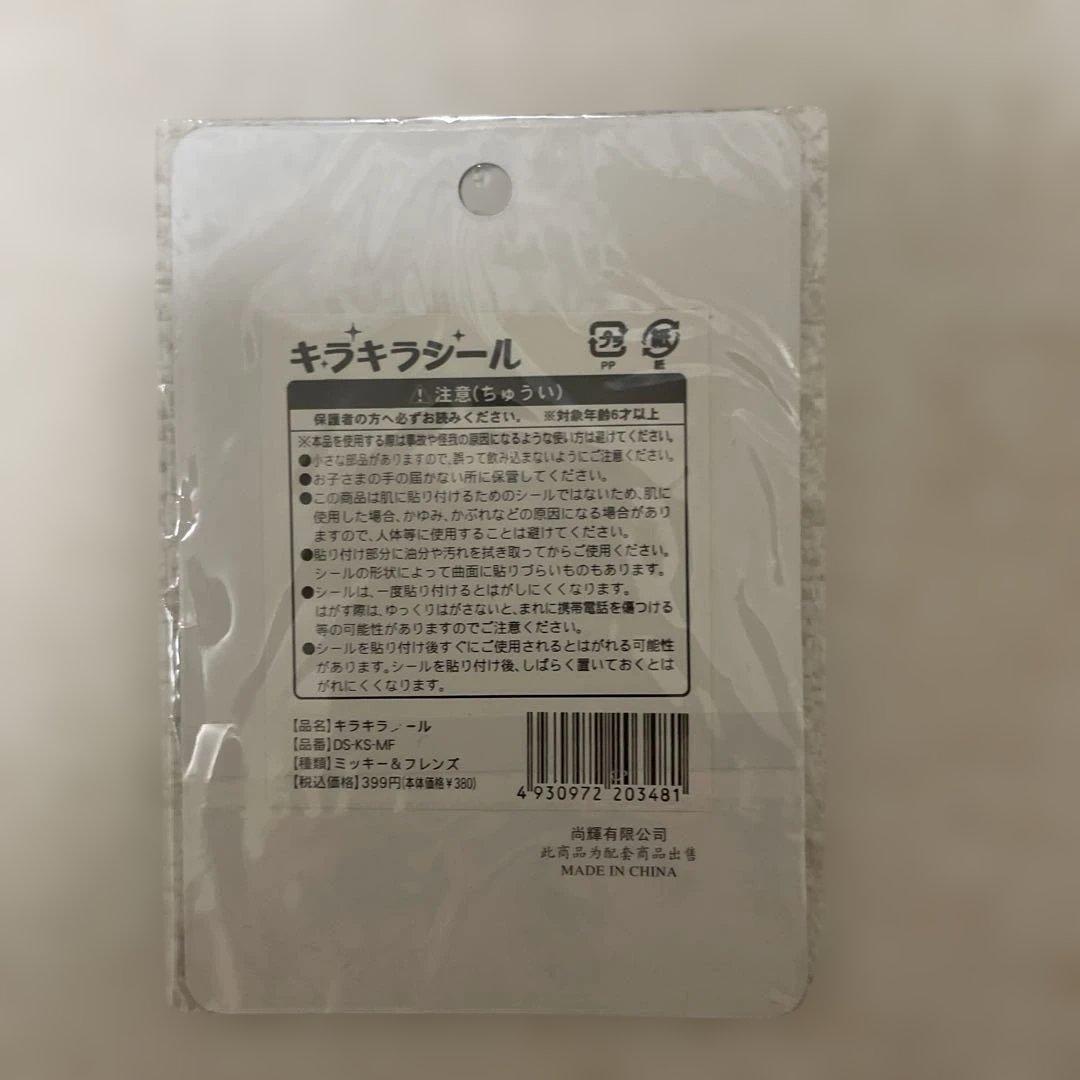 キラキラシール
プラ
PP
紙
紙
注意(ちゅうい)
保護者の方へ必ずお読みください。 ※対象年齢6才以上
※本品を使用する際は事故や怪我の原因になるような使い方は避けてください。
●小さな部品がありますので、誤って飲み込まないようにご注意ください。
●お子さまの手の届かない所に保管してください。
●この商品は肌に貼り付けるためのシールではないため、肌に
使用した場合、かゆみ、かぶれなどの原因になる場合があり
ますので、人体等に使用することは避けてください。
●貼り付け部分に油分や汚れを拭き取ってからご使用ください。
シールの形状によって曲面に貼りづらいものもあります。
●シールは、一度貼り付けるとはがしにくくなります。
はがす際は、ゆっくりはがさないと、まれに携帯電話を傷つける
等の可能性がありますのでご注意ください。
●シールを貼り付け後すぐにご使用されるとはがれる可能性
があります。シールを貼り付け後、しばらく置いておくとは
がれにくくなります。
【品名】キラキラシール
【品番】DS-KS-MF
【種類】ミッキー＆フレンズ
【税込価格】399円(本体価格￥380)
4 930972 203481
尚輝有限公司
此商品为配套商品出售
MADE IN CHINA